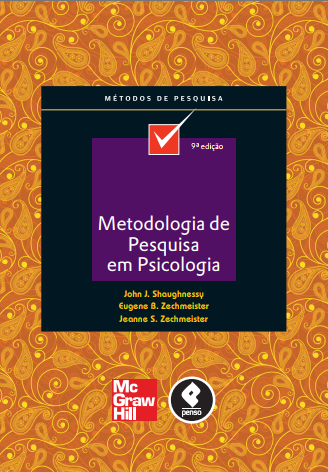 MÉTODOS DE PESQUISA
9ª edição
Metodologia de
Pesquisa
em Psicologia
John J. Shaughnessy
Eugene B. Zechmeister
Jeanne S. Zechmeister
Mc
Graw
Hill
penso